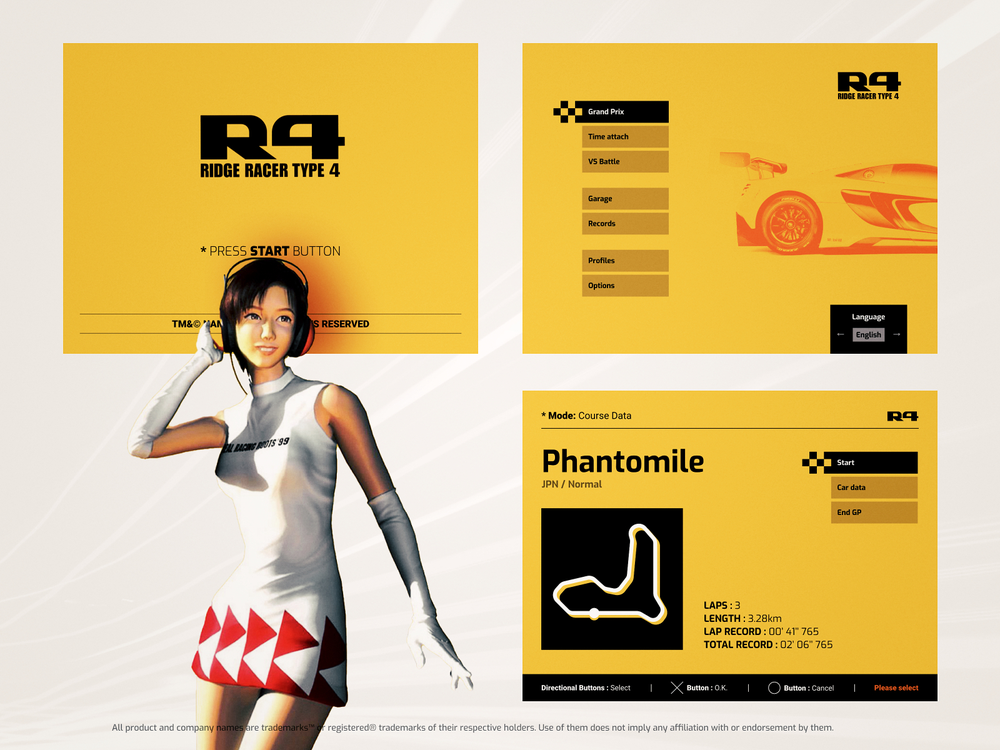 R4
RIDGE RACER TYPE 4
* PRESS START BUTTON
TM&© NAM S RESERVED
REAL RACING ROOTS '99
R4
RIDGE RACER TYPE 4
Grand Prix
Time attach
VS Battle
Garage
Records
Profiles
Options
Language
← English →
* Mode: Course Data
R4
Phantomile
JPN / Normal
Start
Car data
End GP
LAPS : 3
LENGTH : 3.28km
LAP RECORD : 00' 41" 765
TOTAL RECORD : 02' 06" 765
Directional Buttons : Select | Button : O.K. | Button : Cancel | Please select
All product and company names are trademarks™ or registered® trademarks of their respective holders. Use of them does not imply any affiliation with or endorsement by them.